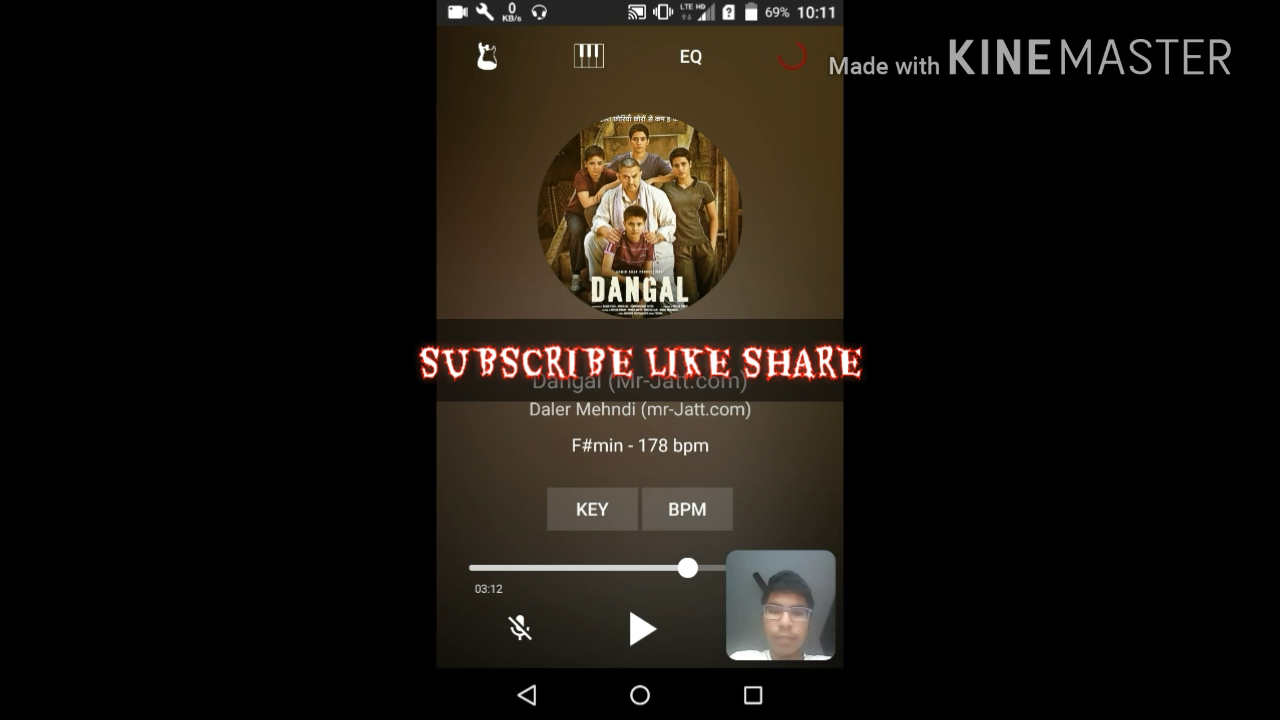 0 KB/s LTE HD ? 69% 10:11
EQ
Made with KINEMASTER
DANGAL
SUBSCRIBE LIKE SHARE
Dangal (Mr-Jatt.com)
Daler Mehndi (mr-Jatt.com)
F#min - 178 bpm
KEY BPM
03:12